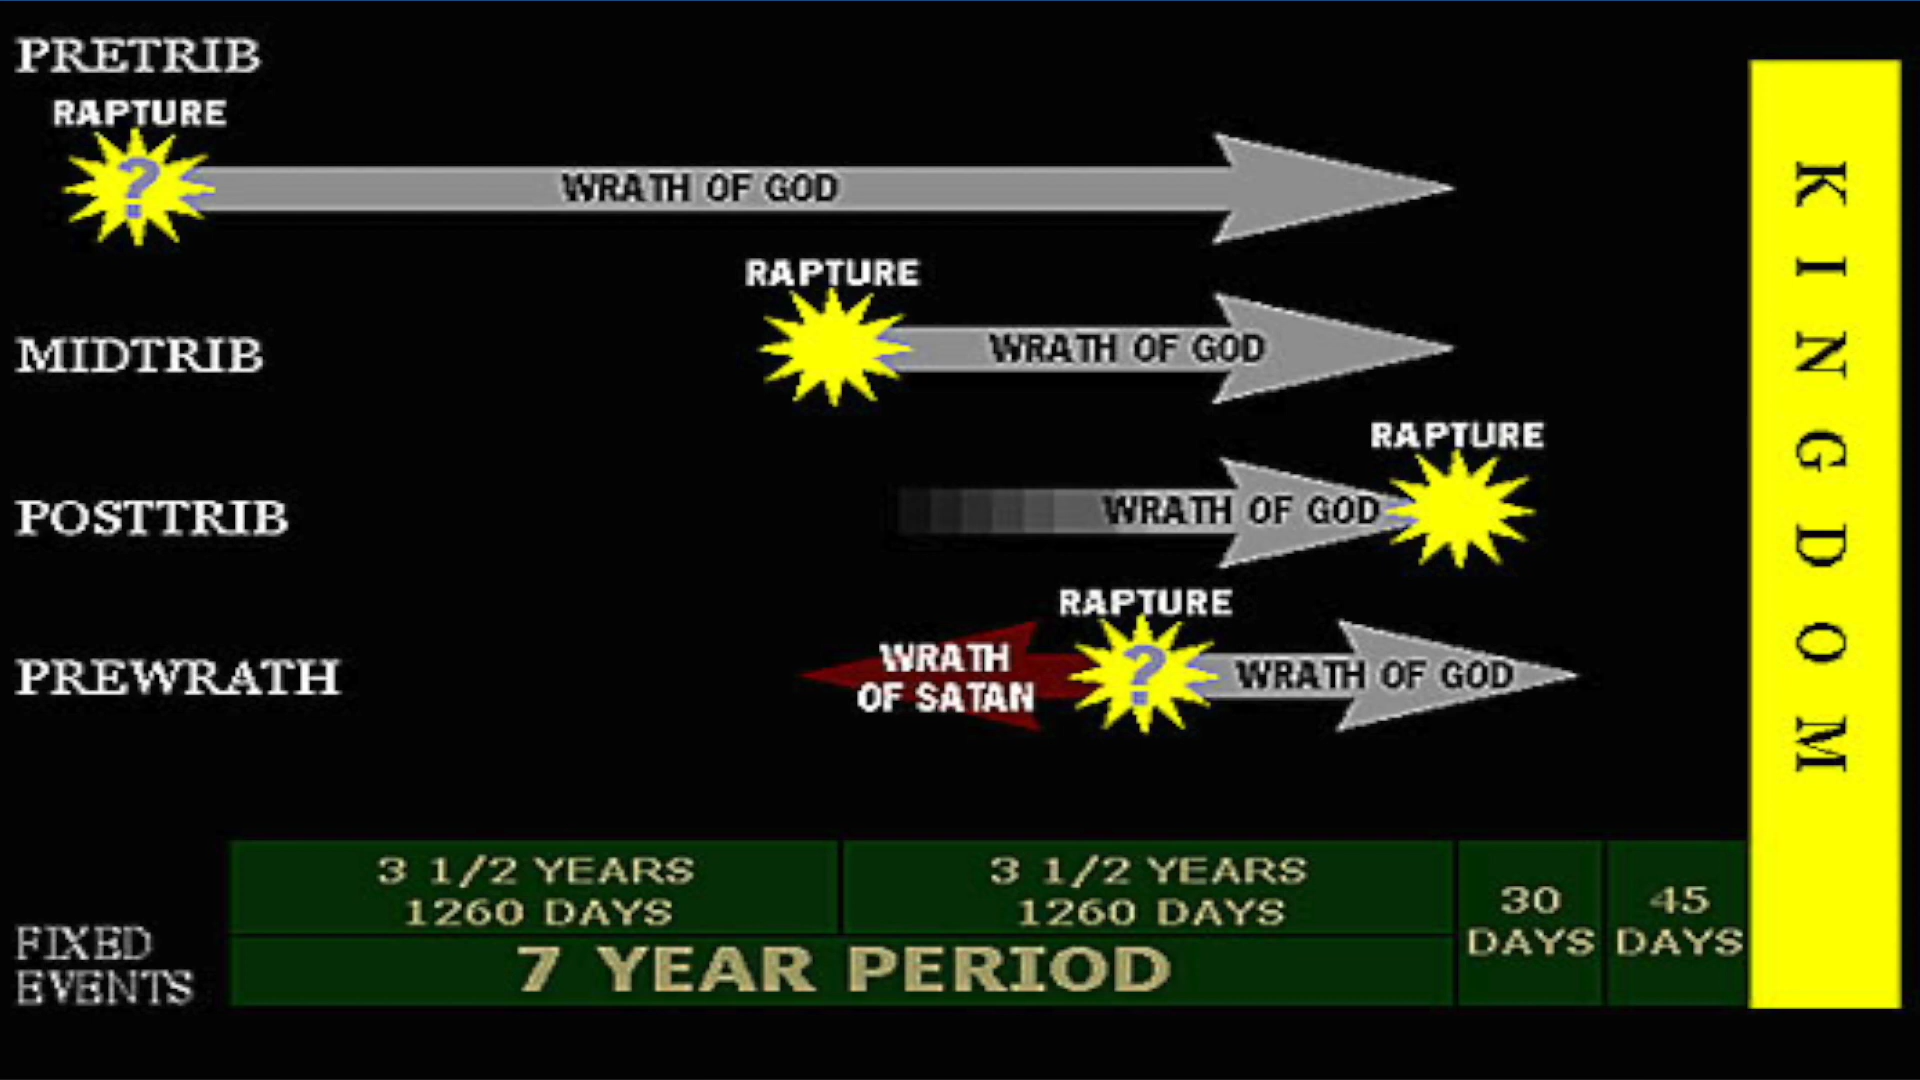 PRETRIB
RAPTURE
?
WRATH OF GOD
RAPTURE
MIDTRIB
WRATH OF GOD
RAPTURE
POSTTRIB
WRATH OF GOD
RAPTURE
PREWRATH
WRATH
OF SATAN
?
WRATH OF GOD
KINGDOM
FIXED
EVENTS
3 1/2 YEARS
1260 DAYS
3 1/2 YEARS
1260 DAYS
7 YEAR PERIOD
30
DAYS
45
DAYS